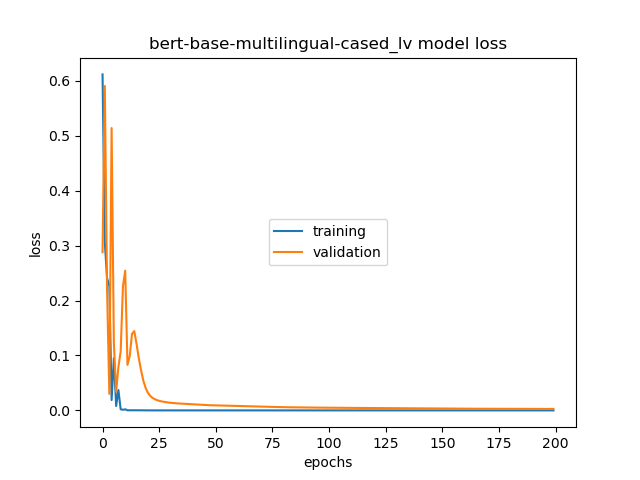 bert-base-multilingual-cased_lv model loss
0.6
0.5
0.4
0.3
0.2
0.1
0.0
loss
training
validation
0 25 50 75 100 125 150 175 200
epochs